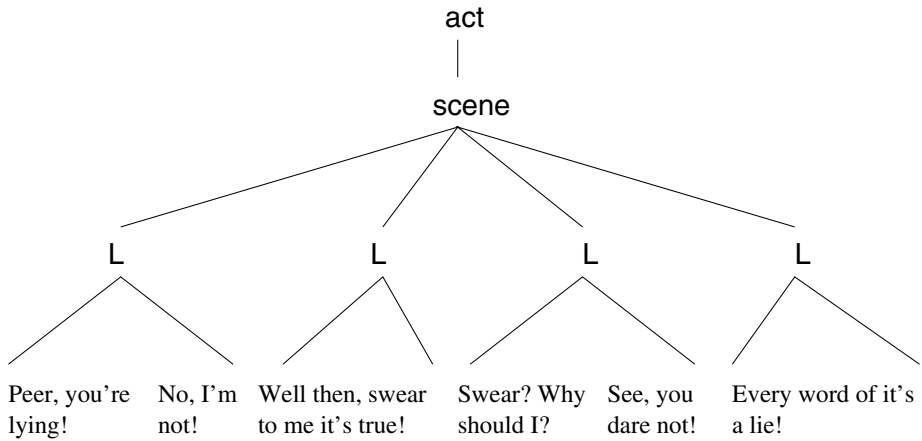 act
scene
L L L L
Peer, you're lying!
No, I'm not!
Well then, swear to me it's true!
Swear? Why should I?
See, you dare not!
Every word of it's a lie!